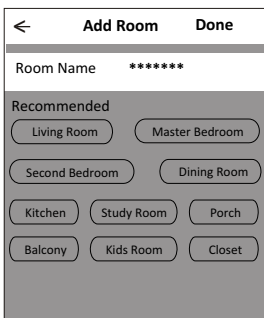 ← Add Room Done
Room Name *******
Recommended
Living Room Master Bedroom
Second Bedroom Dining Room
Kitchen Study Room Porch
Balcony Kids Room Closet